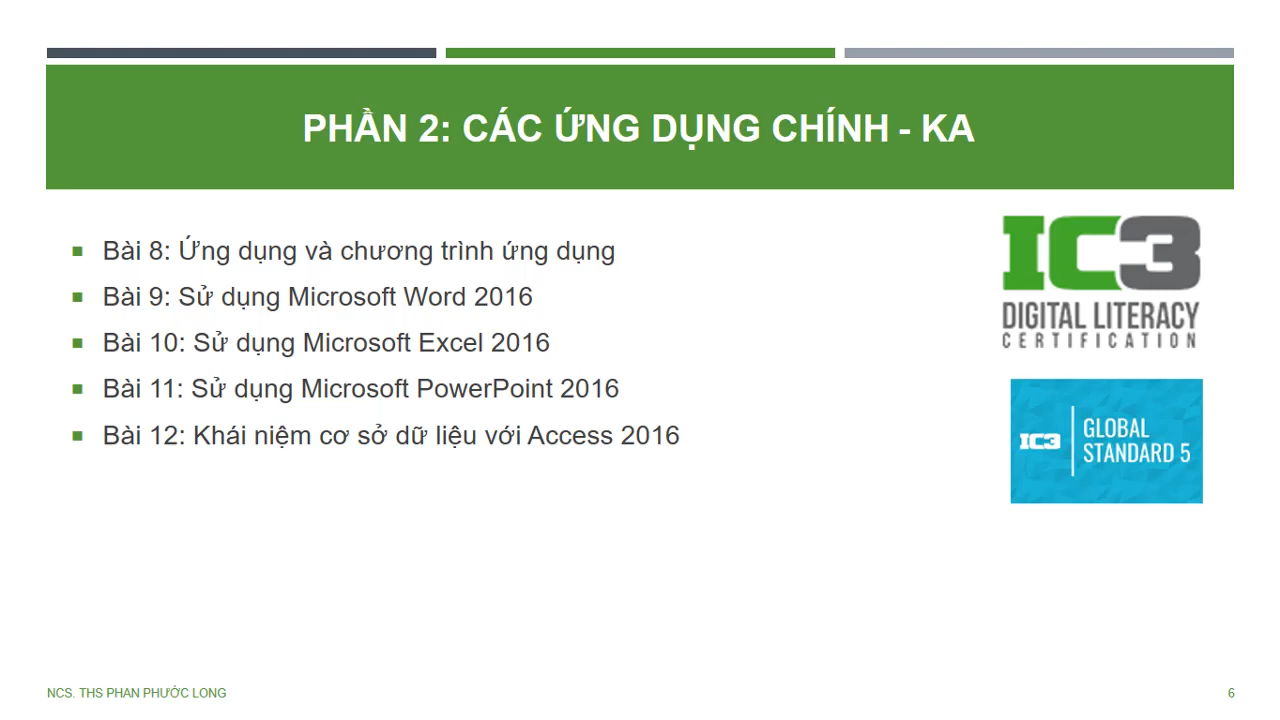 PHẦN 2: CÁC ỨNG DỤNG CHÍNH - KA
Bài 8: Ứng dụng và chương trình ứng dụng
Bài 9: Sử dụng Microsoft Word 2016
Bài 10: Sử dụng Microsoft Excel 2016
Bài 11: Sử dụng Microsoft PowerPoint 2016
Bài 12: Khái niệm cơ sở dữ liệu với Access 2016
IC3
DIGITAL LITERACY
CERTIFICATION
IC3
GLOBAL
STANDARD 5
NCS. THS PHAN PHƯỚC LONG
6